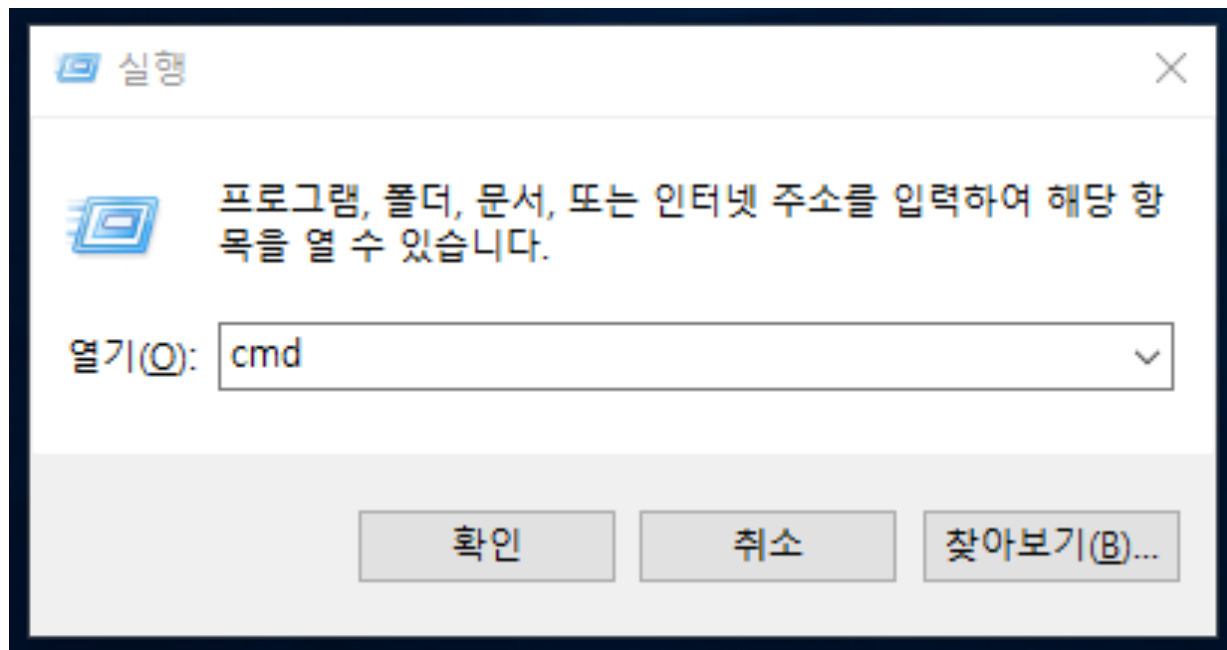 실행
프로그램, 폴더, 문서, 또는 인터넷 주소를 입력하여 해당 항
목을 열 수 있습니다.
열기(O): cmd
확인 취소 찾아보기(B)...